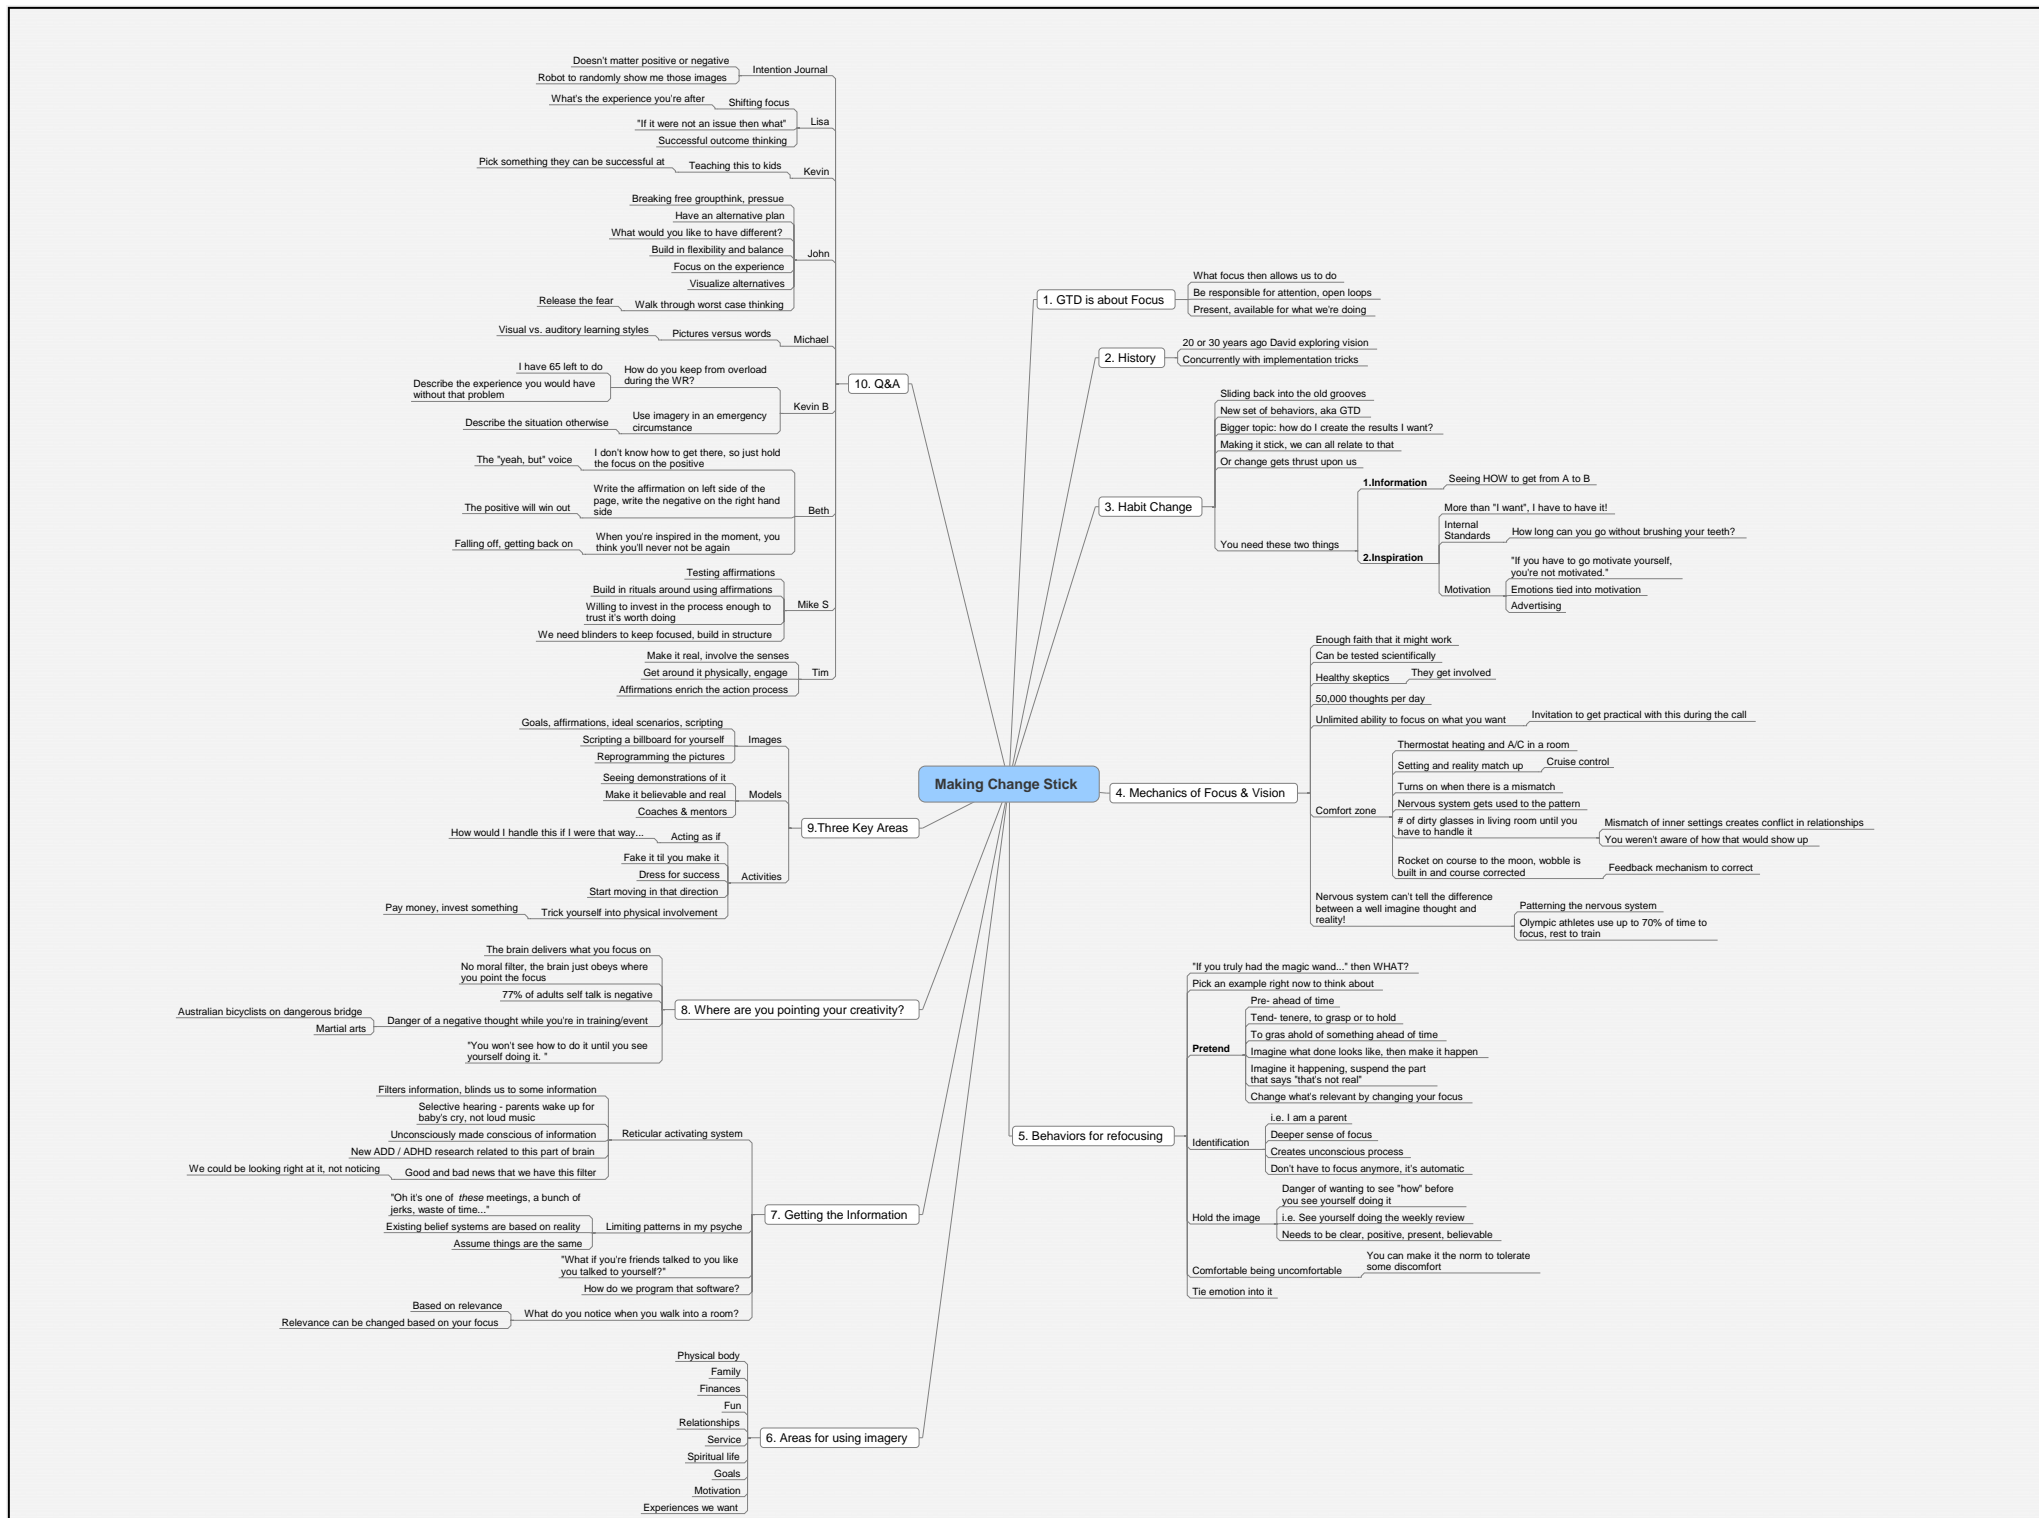 Making Change Stick
1. GTD is about Focus
What focus then allows us to do
Be responsible for attention, open loops
Present, available for what we're doing
2. History
20 or 30 years ago David exploring vision
Concurrently with implementation tricks
3. Habit Change
Sliding back into the old grooves
New set of behaviors, aka GTD
Bigger topic: how do I create the results I want?
Making it stick, we can all relate to that
Or change gets thrust upon us
You need these two things
1.Information
Seeing HOW to get from A to B
2.Inspiration
More than "I want", I have to have it!
Internal
Standards
How long can you go without brushing your teeth?
Motivation
"If you have to go motivate yourself,
you're not motivated."
Emotions tied into motivation
Advertising
4. Mechanics of Focus & Vision
Enough faith that it might work
Can be tested scientifically
Healthy skeptics
They get involved
50,000 thoughts per day
Unlimited ability to focus on what you want
Invitation to get practical with this during the call
Comfort zone
Thermostat heating and A/C in a room
Setting and reality match up
Cruise control
Turns on when there is a mismatch
Nervous system gets used to the pattern
# of dirty glasses in living room until you
have to handle it
Mismatch of inner settings creates conflict in relationships
You weren't aware of how that would show up
Rocket on course to the moon, wobble is
built in and course corrected
Feedback mechanism to correct
Nervous system can't tell the difference
between a well imagine thought and
reality!
Patterning the nervous system
Olympic athletes use up to 70% of time to
focus, rest to train
5. Behaviors for refocusing
"If you truly had the magic wand..." then WHAT?
Pick an example right now to think about
Pretend
Pre- ahead of time
Tend- tenere, to grasp or to hold
To gras ahold of something ahead of time
Imagine what done looks like, then make it happen
Imagine it happening, suspend the part
that says "that's not real"
Change what's relevant by changing your focus
Identification
i.e. I am a parent
Deeper sense of focus
Creates unconscious process
Don't have to focus anymore, it's automatic
Hold the image
Danger of wanting to see "how" before
you see yourself doing it
i.e. See yourself doing the weekly review
Needs to be clear, positive, present, believable
Comfortable being uncomfortable
You can make it the norm to tolerate
some discomfort
Tie emotion into it
6. Areas for using imagery
Physical body
Family
Finances
Fun
Relationships
Service
Spiritual life
Goals
Motivation
Experiences we want
7. Getting the Information
Reticular activating system
Filters information, blinds us to some information
Selective hearing - parents wake up for
baby's cry, not loud music
Unconsciously made conscious of information
New ADD / ADHD research related to this part of brain
Good and bad news that we have this filter
We could be looking right at it, not noticing
Limiting patterns in my psyche
"Oh it's one of these meetings, a bunch of
jerks, waste of time..."
Existing belief systems are based on reality
Assume things are the same
"What if you're friends talked to you like
you talked to yourself?"
How do we program that software?
What do you notice when you walk into a room?
Based on relevance
Relevance can be changed based on your focus
8. Where are you pointing your creativity?
The brain delivers what you focus on
No moral filter, the brain just obeys where
you point the focus
77% of adults self talk is negative
Danger of a negative thought while you're in training/event
Australian bicyclists on dangerous bridge
Martial arts
"You won't see how to do it until you see
yourself doing it. "
9.Three Key Areas
Images
Goals, affirmations, ideal scenarios, scripting
Scripting a billboard for yourself
Reprogramming the pictures
Models
Seeing demonstrations of it
Make it believable and real
Coaches & mentors
Activities
Acting as if
How would I handle this if I were that way...
Fake it til you make it
Dress for success
Start moving in that direction
Trick yourself into physical involvement
Pay money, invest something
10. Q&A
Intention Journal
Doesn't matter positive or negative
Robot to randomly show me those images
Lisa
Shifting focus
What's the experience you're after
"If it were not an issue then what"
Successful outcome thinking
Kevin
Teaching this to kids
Pick something they can be successful at
John
Breaking free groupthink, pressue
Have an alternative plan
What would you like to have different?
Build in flexibility and balance
Focus on the experience
Visualize alternatives
Walk through worst case thinking
Release the fear
Michael
Pictures versus words
Visual vs. auditory learning styles
Kevin B
How do you keep from overload
during the WR?
I have 65 left to do
Describe the experience you would have
without that problem
Use imagery in an emergency
circumstance
Describe the situation otherwise
Beth
I don't know how to get there, so just hold
the focus on the positive
The "yeah, but" voice
Write the affirmation on left side of the
page, write the negative on the right hand
side
The positive will win out
When you're inspired in the moment, you
think you'll never not be again
Falling off, getting back on
Mike S
Testing affirmations
Build in rituals around using affirmations
Willing to invest in the process enough to
trust it's worth doing
We need blinders to keep focused, build in structure
Tim
Make it real, involve the senses
Get around it physically, engage
Affirmations enrich the action process